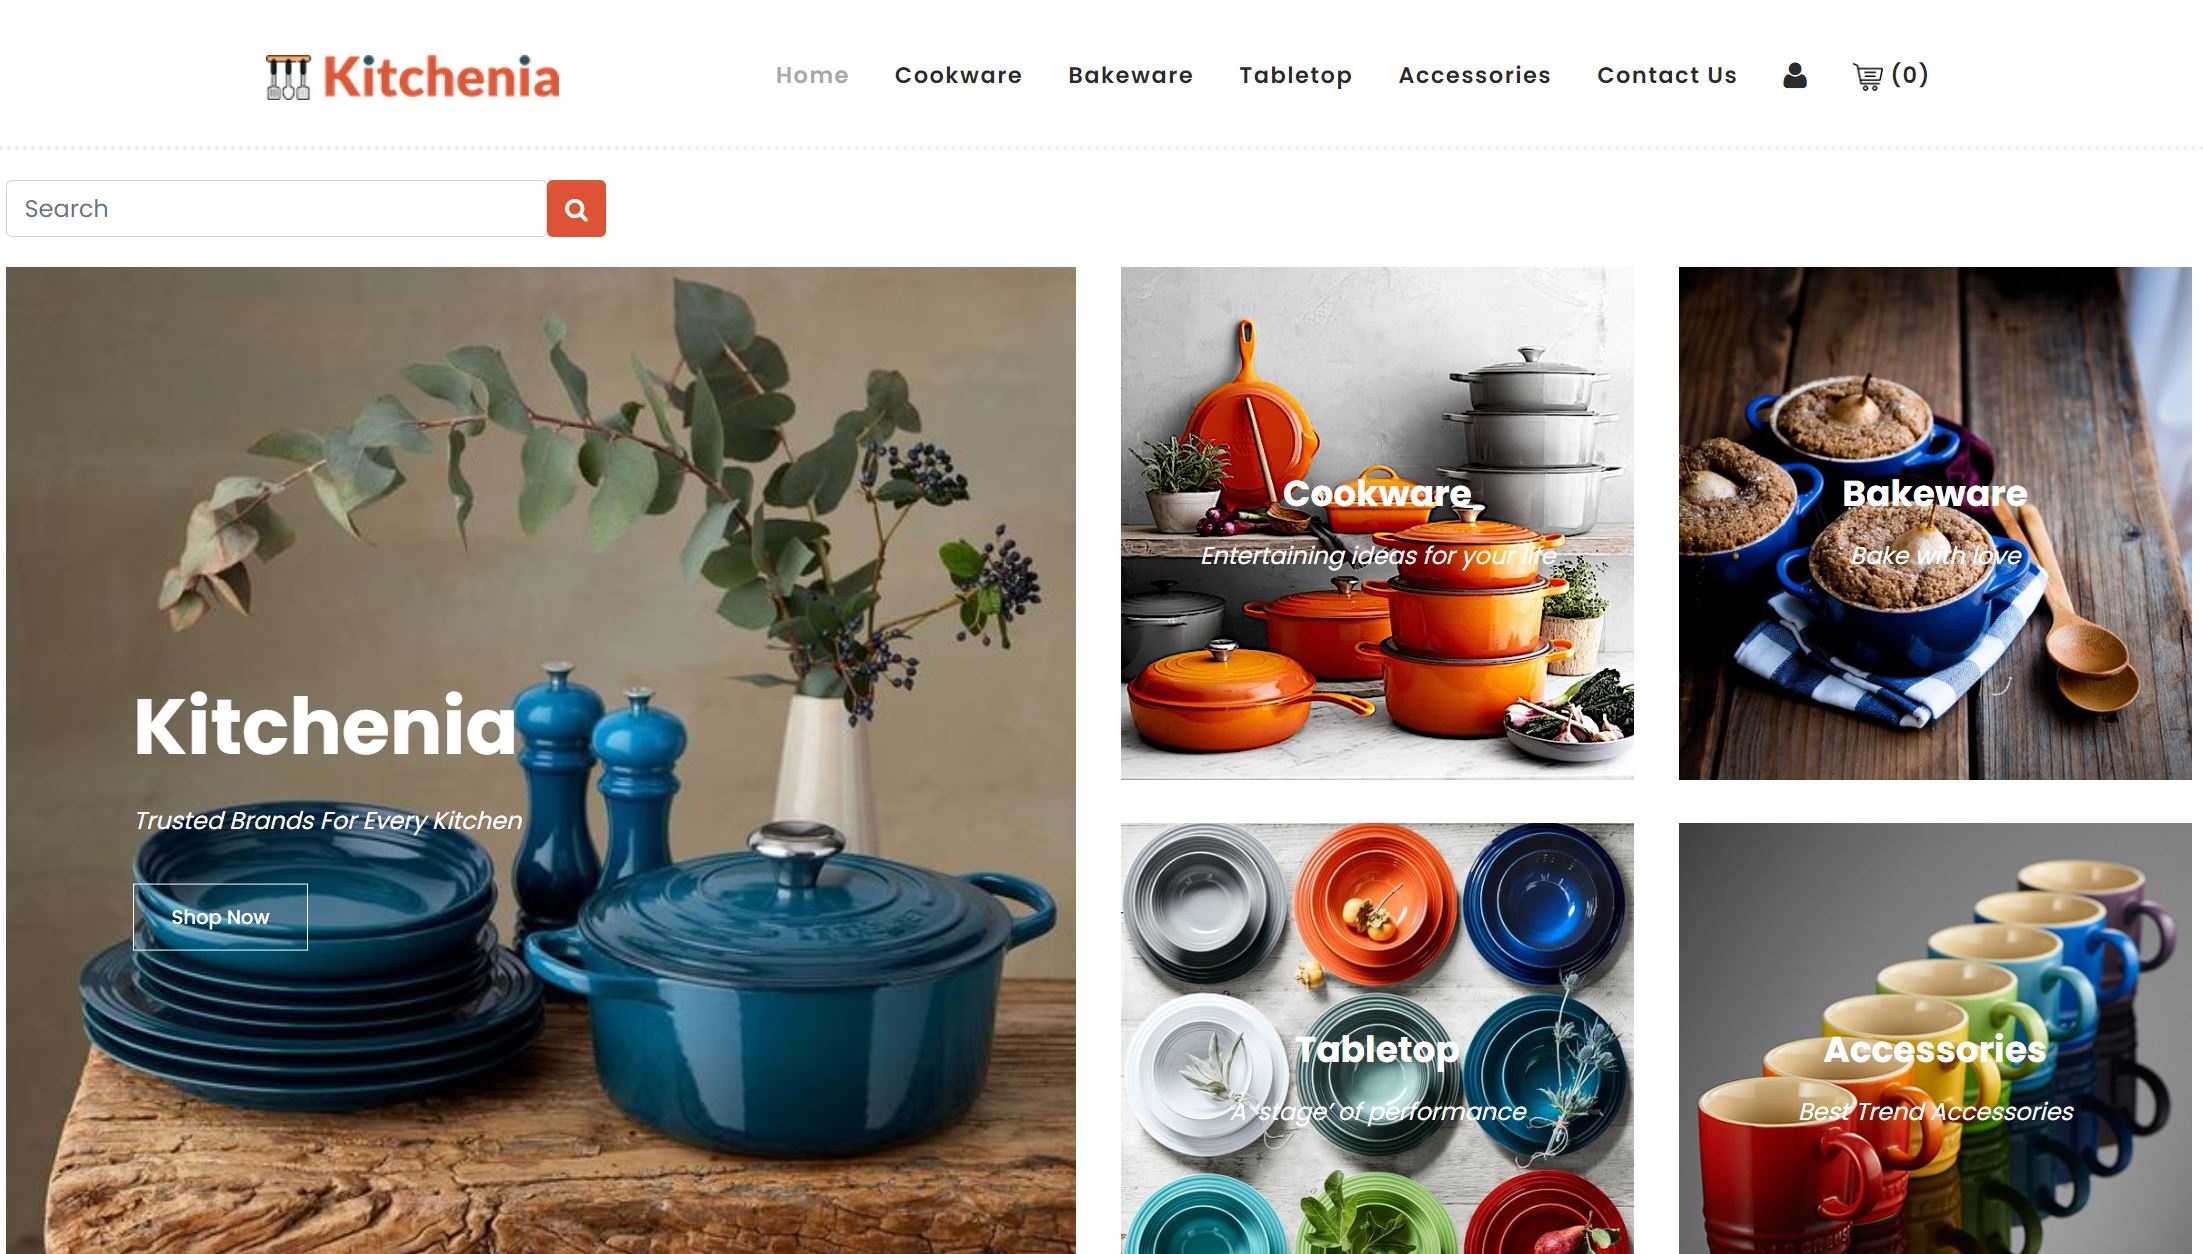 Kitchenia
Home Cookware Bakeware Tabletop Accessories Contact Us (0)
Search
Kitchenia
Trusted Brands For Every Kitchen
Shop Now
Cookware
Entertaining ideas for your life
Bakeware
Bake with love
Tabletop
A ‘stage’ of performance
Accessories
Best Trend Accessories